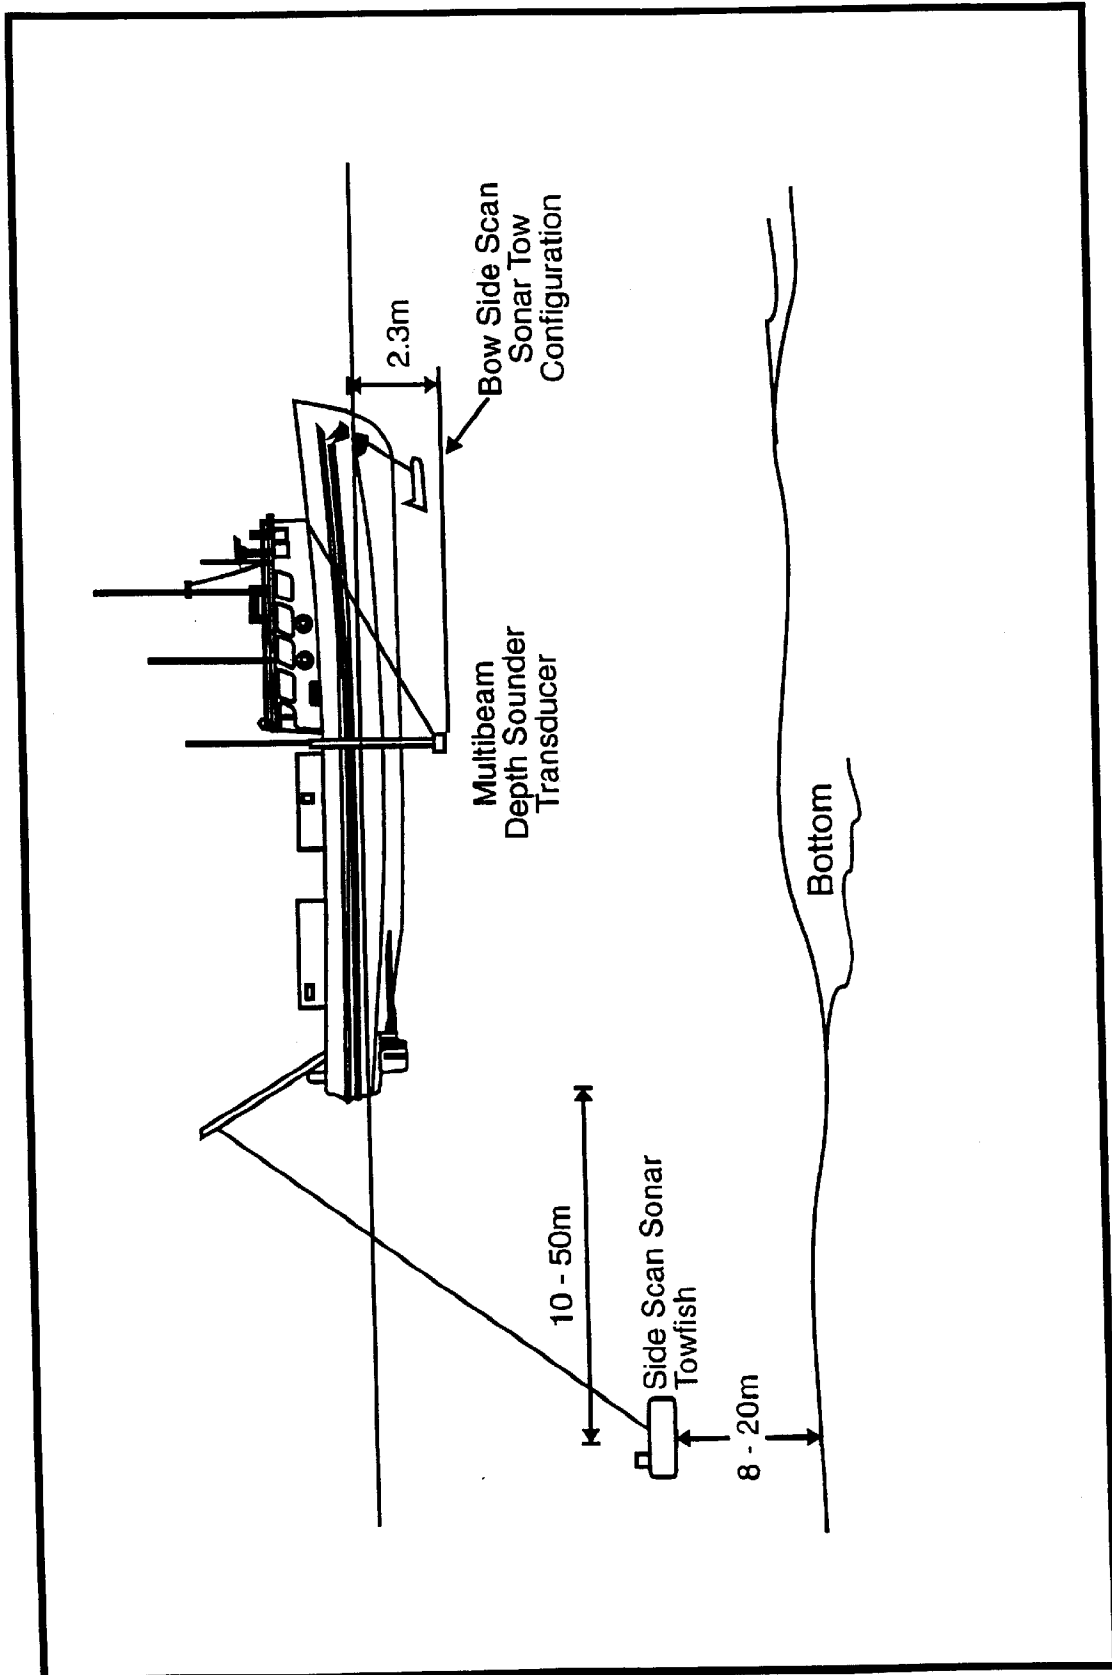 2.3m
Bow Side Scan
Sonar Tow
Configuration
Multibeam
Depth Sounder
Transducer
10 - 50m
Side Scan Sonar
Towfish
8 - 20m
Bottom